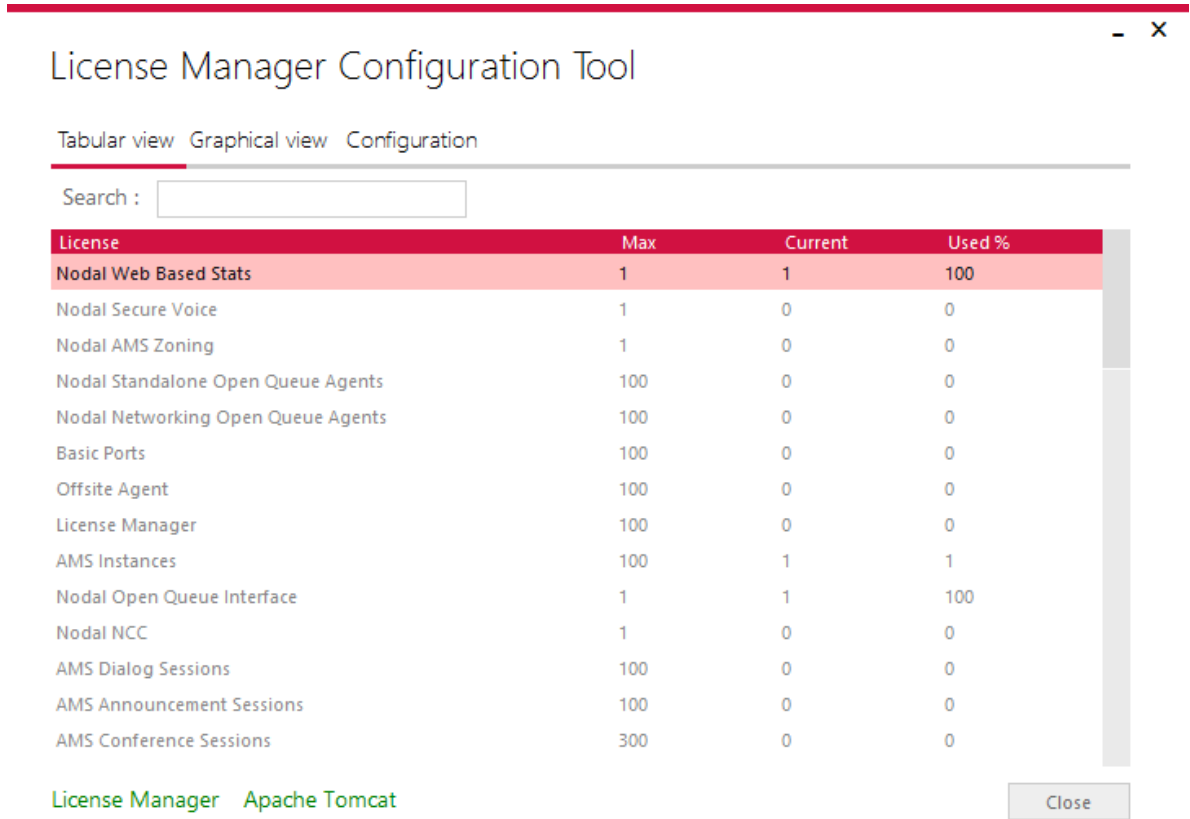 License Manager Configuration Tool
Tabular view Graphical view Configuration
Search :
License Max Current Used %
Nodal Web Based Stats 1 1 100
Nodal Secure Voice 1 0 0
Nodal AMS Zoning 1 0 0
Nodal Standalone Open Queue Agents 100 0 0
Nodal Networking Open Queue Agents 100 0 0
Basic Ports 100 0 0
Offsite Agent 100 0 0
License Manager 100 0 0
AMS Instances 100 1 1
Nodal Open Queue Interface 1 1 100
Nodal NCC 1 0 0
AMS Dialog Sessions 100 0 0
AMS Announcement Sessions 100 0 0
AMS Conference Sessions 300 0 0
License Manager Apache Tomcat Close